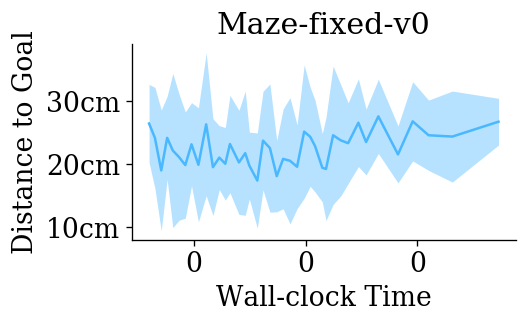 Maze-fixed-v0
Distance to Goal
30cm
20cm
10cm
0 0 0
Wall-clock Time